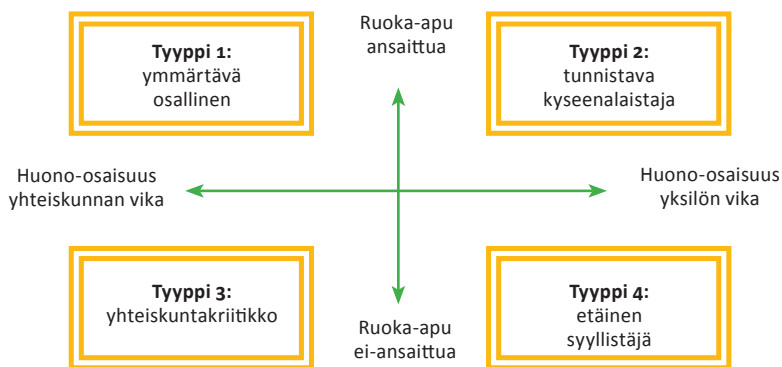 Ruoka-apu
ansaittua
Tyyppi 1:
ymmärtävä
osallinen
Tyyppi 2:
tunnistava
kyseenalaistaja
Huono-osaisuus
yhteiskunnan vika
Huono-osaisuus
yksilön vika
Tyyppi 3:
yhteiskuntakriitikko
Ruoka-apu
ei-ansaittua
Tyyppi 4:
etäinen
syyllistäjä